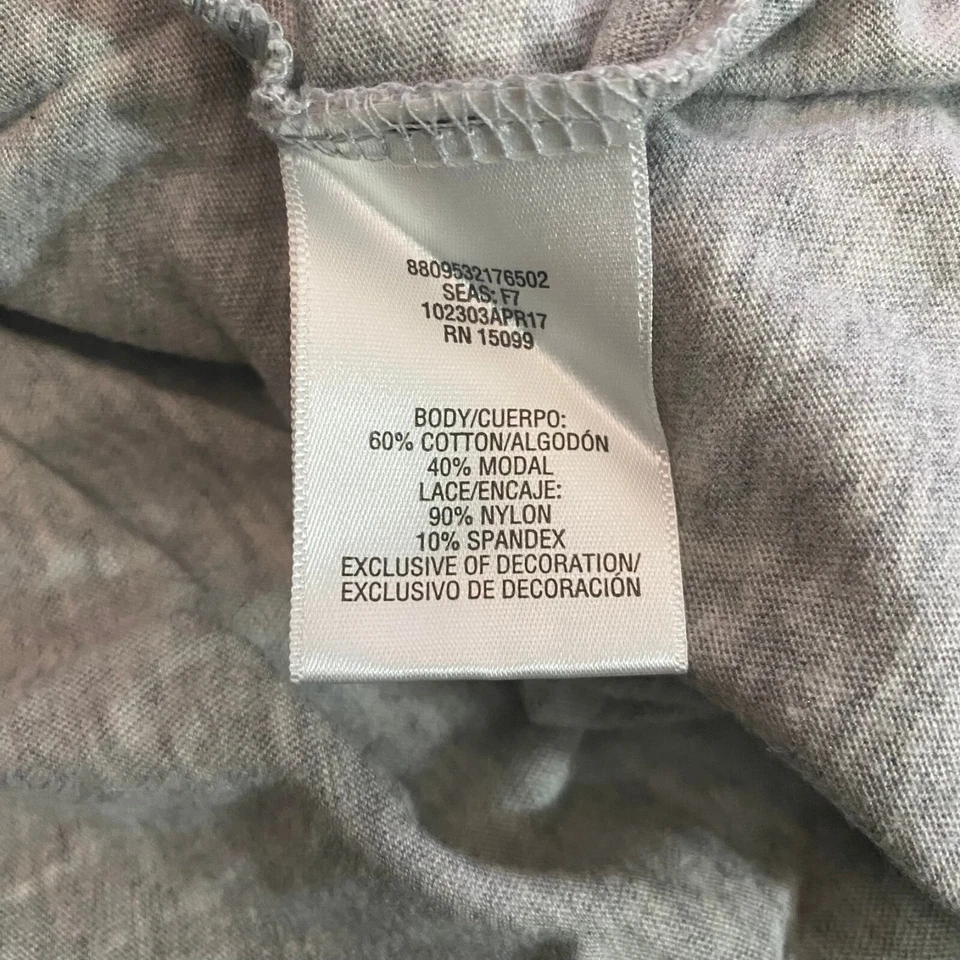 8809532176502
SEAS: F7
102303APR17
RN 15099
BODY/CUERPO:
60% COTTON/ALGODÓN
40% MODAL
LACE/ENCAJE:
90% NYLON
10% SPANDEX
EXCLUSIVE OF DECORATION/
EXCLUSIVO DE DECORACIÓN